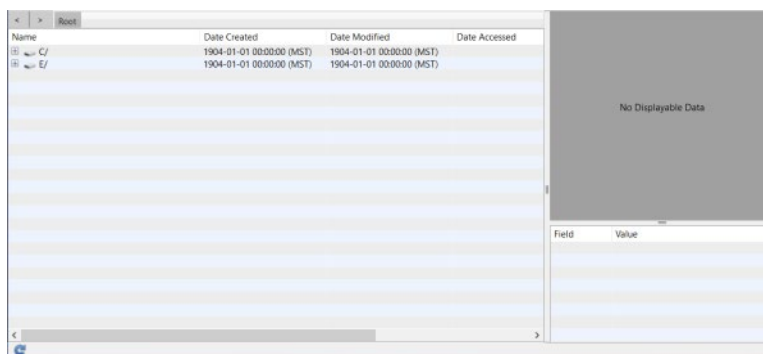 < > Root
Name Date Created Date Modified Date Accessed
C/ 1904-01-01 00:00:00 (MST) 1904-01-01 00:00:00 (MST)
E/ 1904-01-01 00:00:00 (MST) 1904-01-01 00:00:00 (MST)
No Displayable Data
Field Value